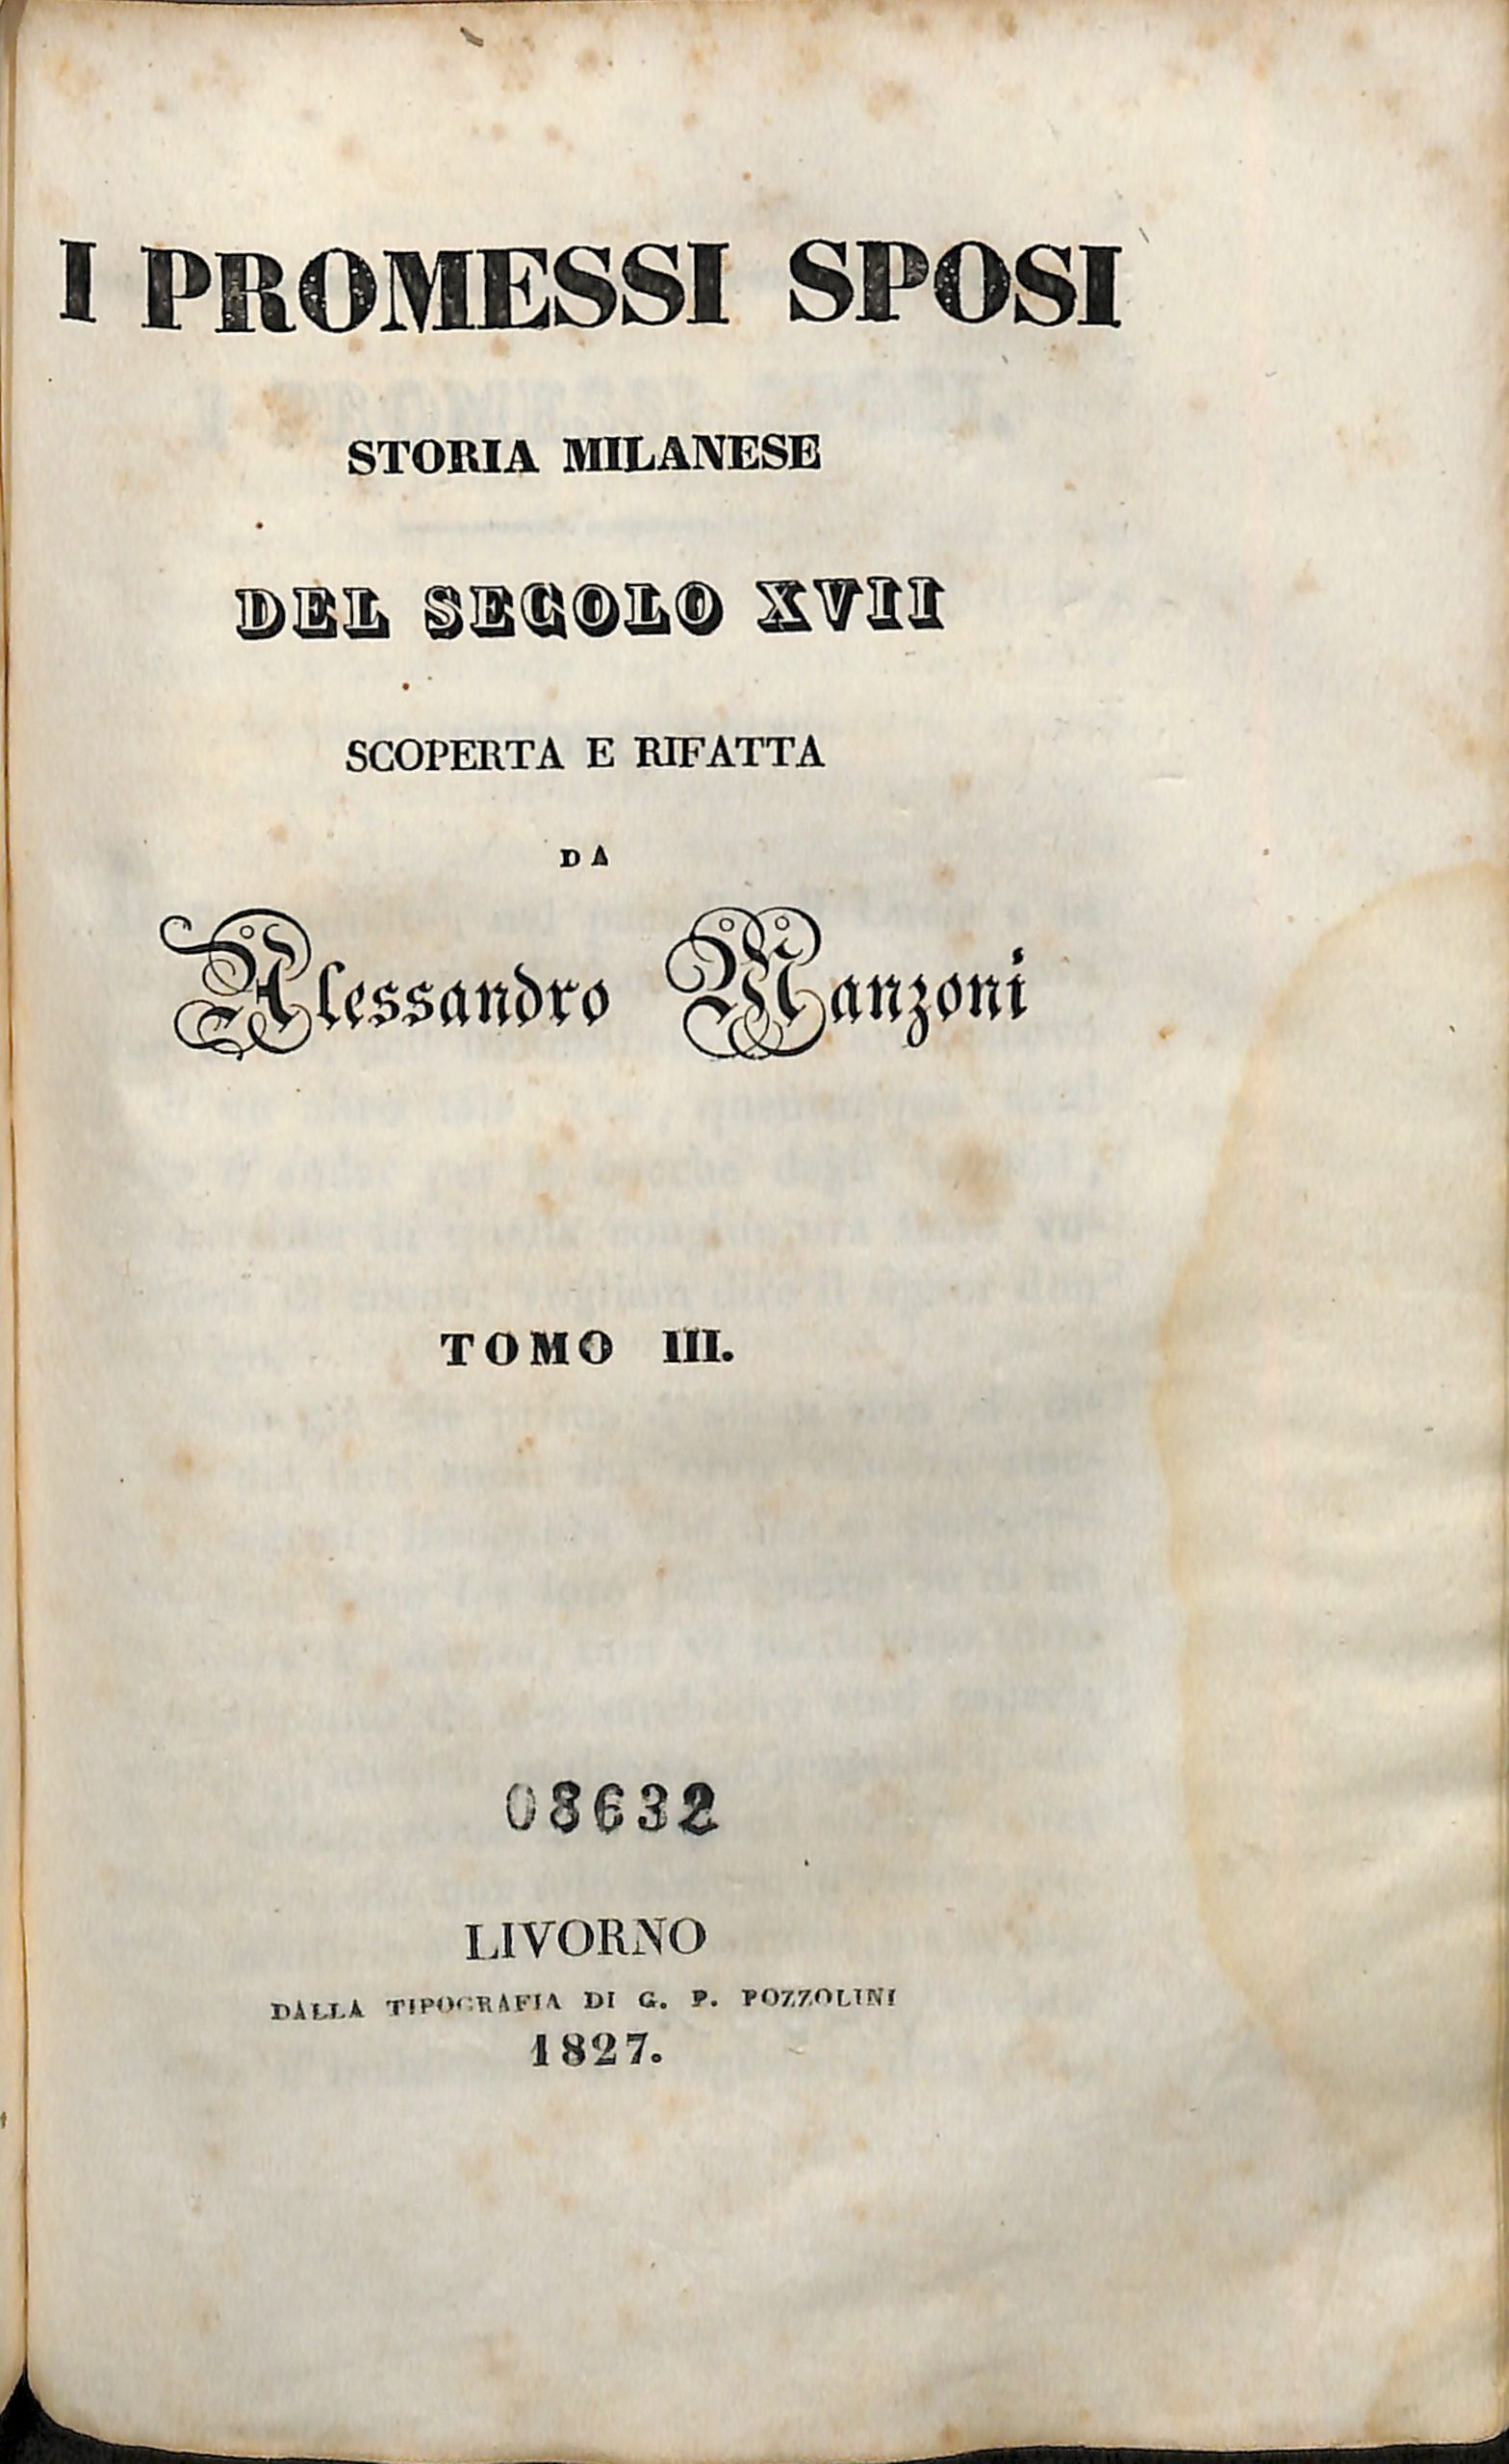 I PROMESSI SPOSI
STORIA MILANESE
DEL SECOLO XVII
SCOPERTA E RIFATTA
DA
Alessandro Manzoni
TOMO III.
08632
LIVORNO
DALLA TIPOGRAFIA DI G. P. POZZOLINI
1827.